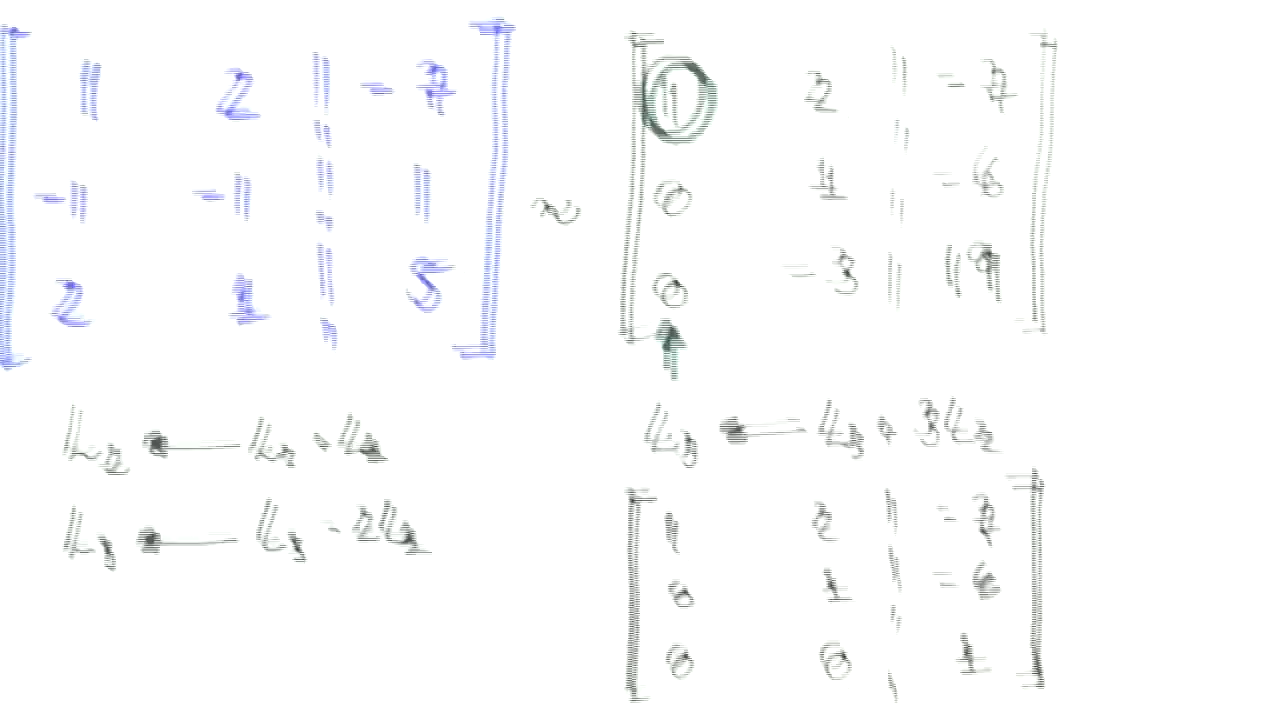 1 2 | -7 ~ 1 2 | -7
-1 -1 | 1 0 1 | -6
2 1 | 5 0 -3 | 19
L2 ← L2 + L1
L3 ← L3 - 2L1
L3 ← L3 + 3L2
1 2 | -7
0 1 | -6
0 0 | 1